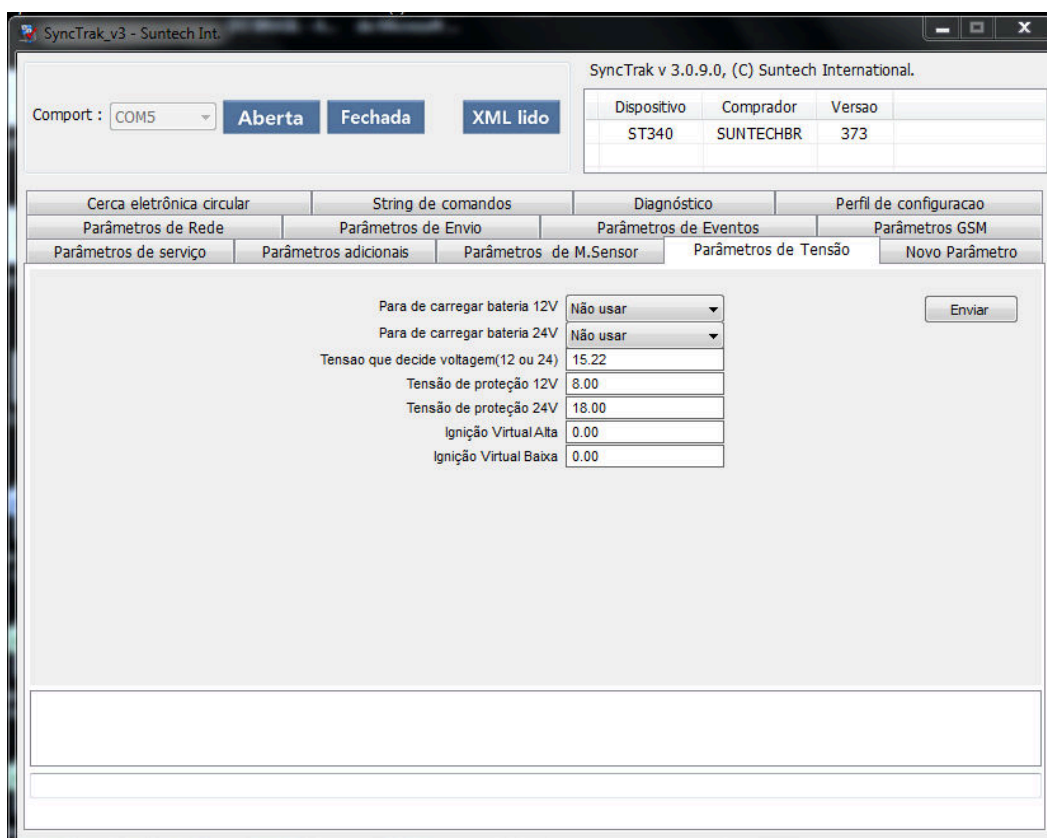 SyncTrak_v3 - Suntech Int.
SyncTrak v 3.0.9.0, (C) Suntech International.
Comport : COM5 Aberta Fechada XML lido
Dispositivo Comprador Versao
ST340 SUNTECHBR 373
Cerca eletrônica circular String de comandos Diagnóstico Perfil de configuracao
Parâmetros de Rede Parâmetros de Envio Parâmetros de Eventos Parâmetros GSM
Parâmetros de serviço Parâmetros adicionais Parâmetros de M.Sensor Parâmetros de Tensão Novo Parâmetro
Para de carregar bateria 12V Não usar Enviar
Para de carregar bateria 24V Não usar
Tensao que decide voltagem(12 ou 24) 15.22
Tensão de proteção 12V 8.00
Tensão de proteção 24V 18.00
Ignição Virtual Alta 0.00
Ignição Virtual Baixa 0.00